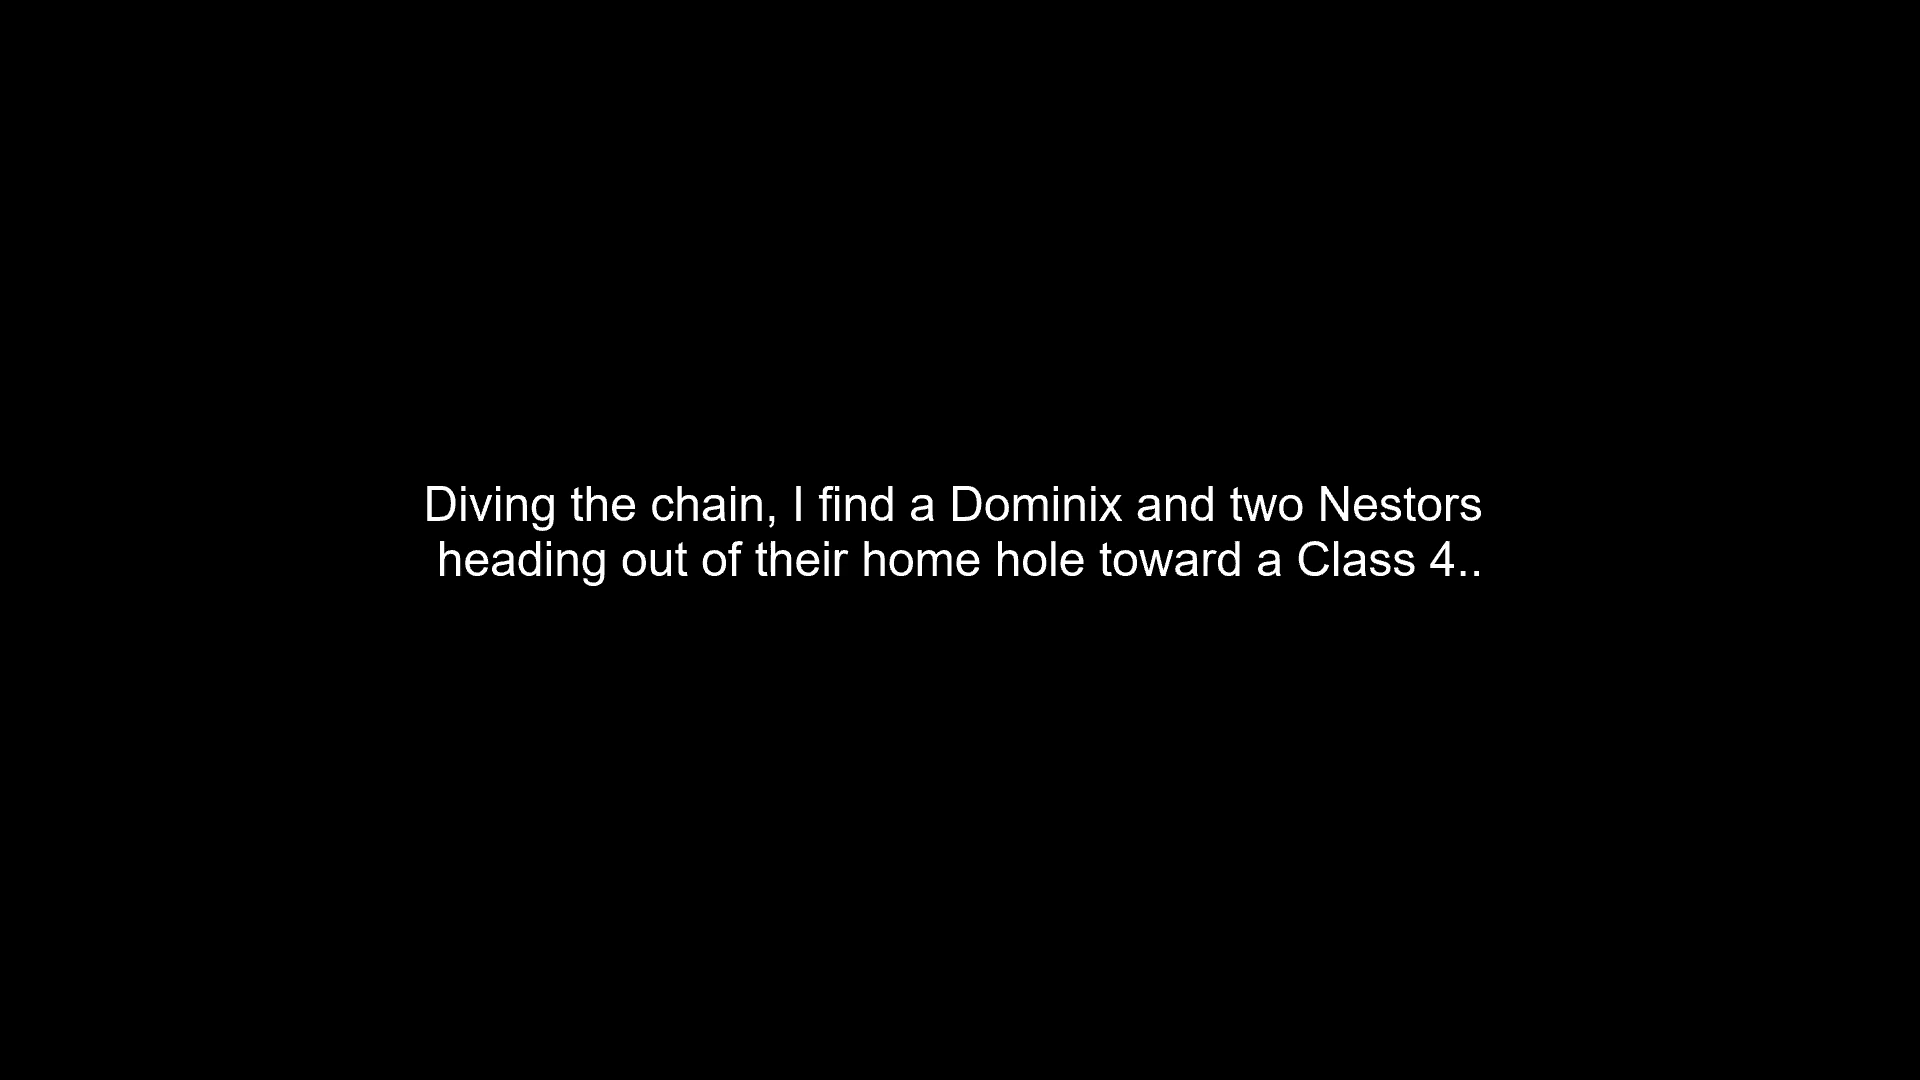 Diving the chain, I find a Dominix and two Nestors
heading out of their home hole toward a Class 4..